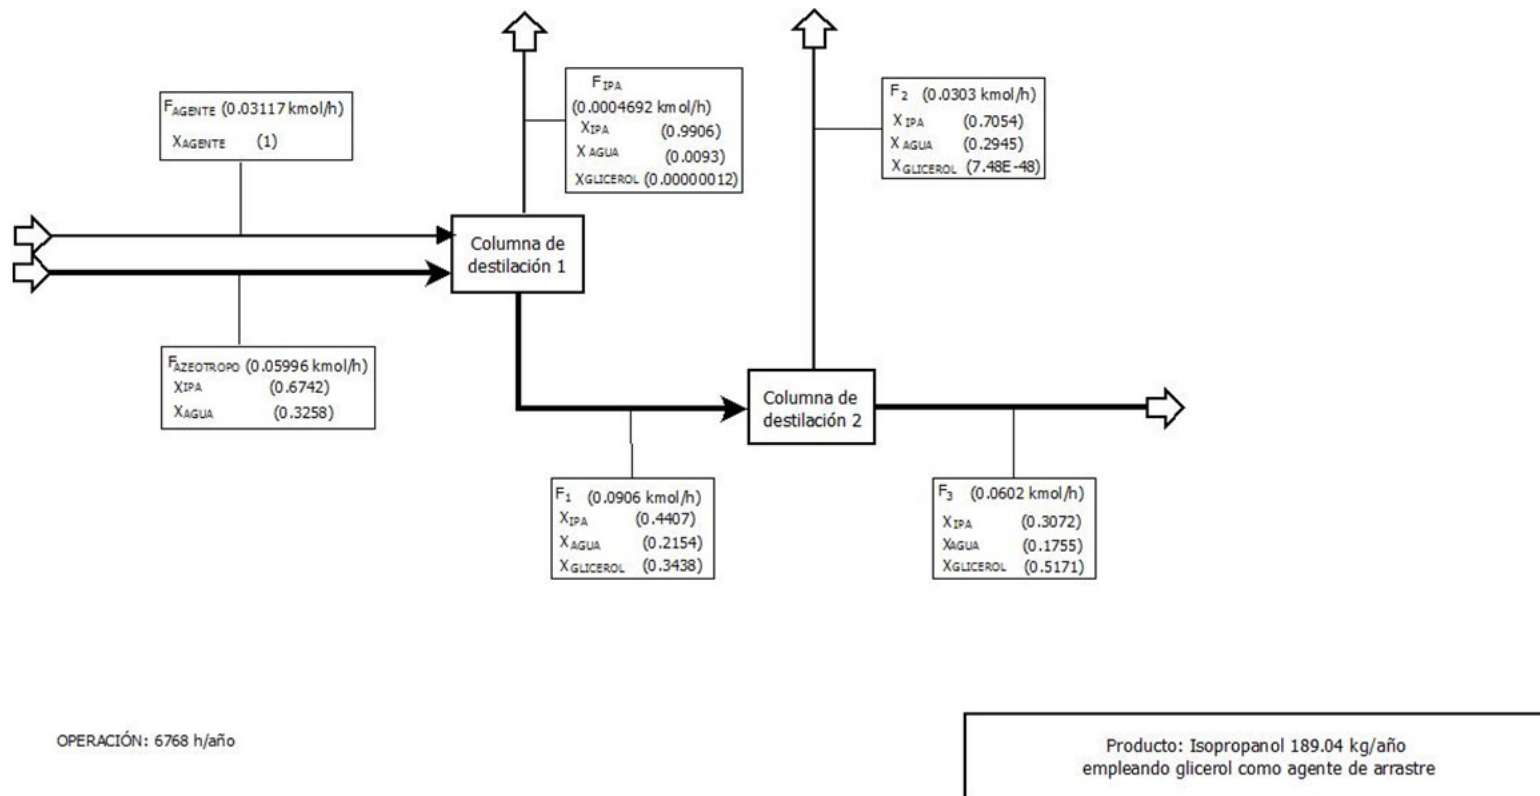 FAGENTE (0.03117 kmol/h)
XAGENTE (1)
FIPA
(0.0004692 kmol/h)
XIPA (0.9906)
X AGUA (0.0093)
XGLICEROL (0.00000012)
F2 (0.0303 kmol/h)
X IPA (0.7054)
X AGUA (0.2945)
X GLICEROL (7.48E-48)
Columna de
destilación 1
FAZEOTROPO (0.05996 kmol/h)
XIPA (0.6742)
XAGUA (0.3258)
Columna de
destilación 2
F1 (0.0906 kmol/h)
XIPA (0.4407)
X AGUA (0.2154)
XGLICEROL (0.3438)
F3 (0.0602 kmol/h)
XIPA (0.3072)
XAGUA (0.1755)
XGLICEROL (0.5171)
OPERACIÓN: 6768 h/año
Producto: Isopropanol 189.04 kg/año
empleando glicerol como agente de arrastre